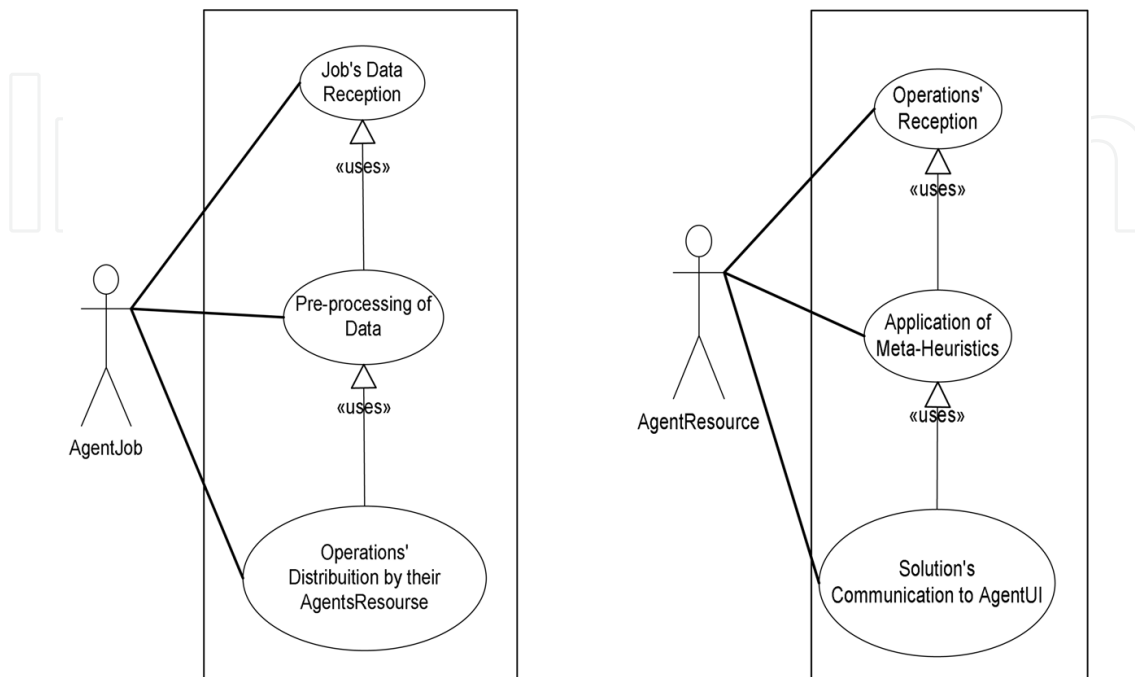 Job's Data
Reception
«uses»
Pre-processing of
Data
«uses»
Operations'
Distribuition by their
AgentsResourse
AgentJob
Operations'
Reception
«uses»
Application of
Meta-Heuristics
«uses»
Solution's
Communication to AgentUI
AgentResource